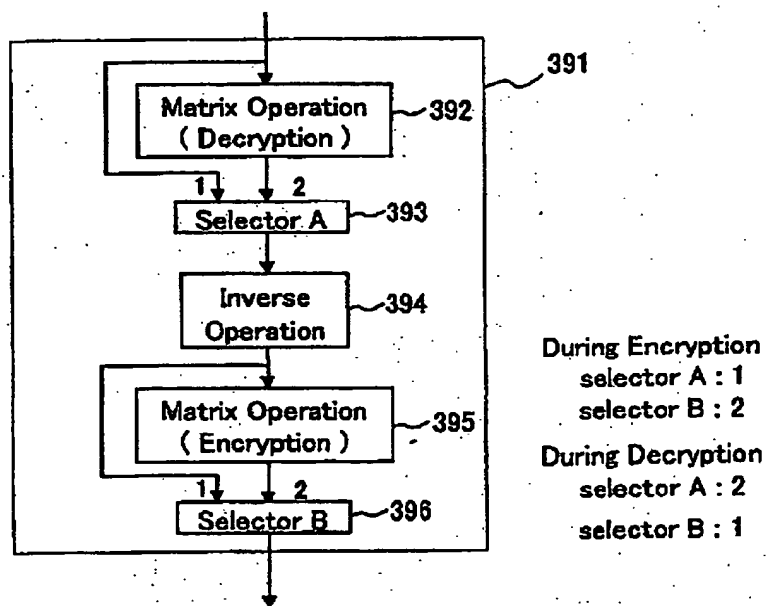 391
Matrix Operation
( Decryption )
392
1 2
Selector A
393
Inverse
Operation
394
Matrix Operation
( Encryption )
395
1 2
Selector B
396
During Encryption
selector A : 1
selector B : 2
During Decryption
selector A : 2
selector B : 1